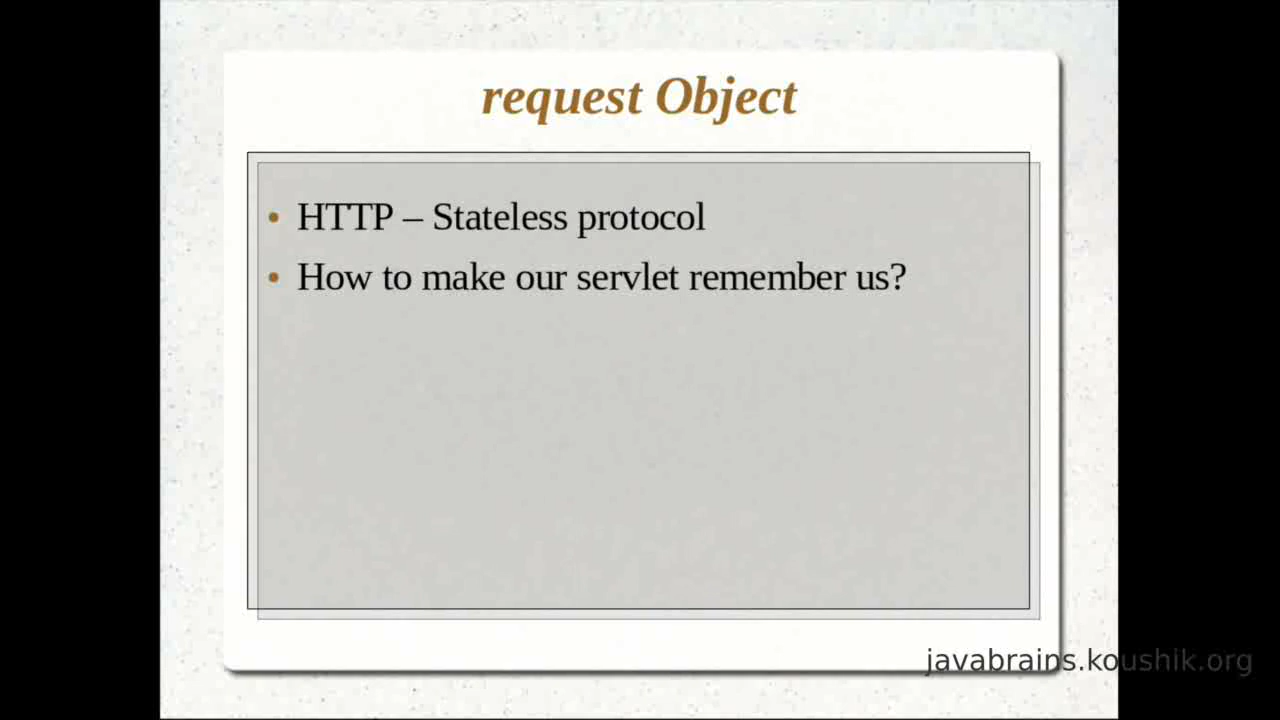 request Object
• HTTP – Stateless protocol
• How to make our servlet remember us?
javabrains.koushik.org